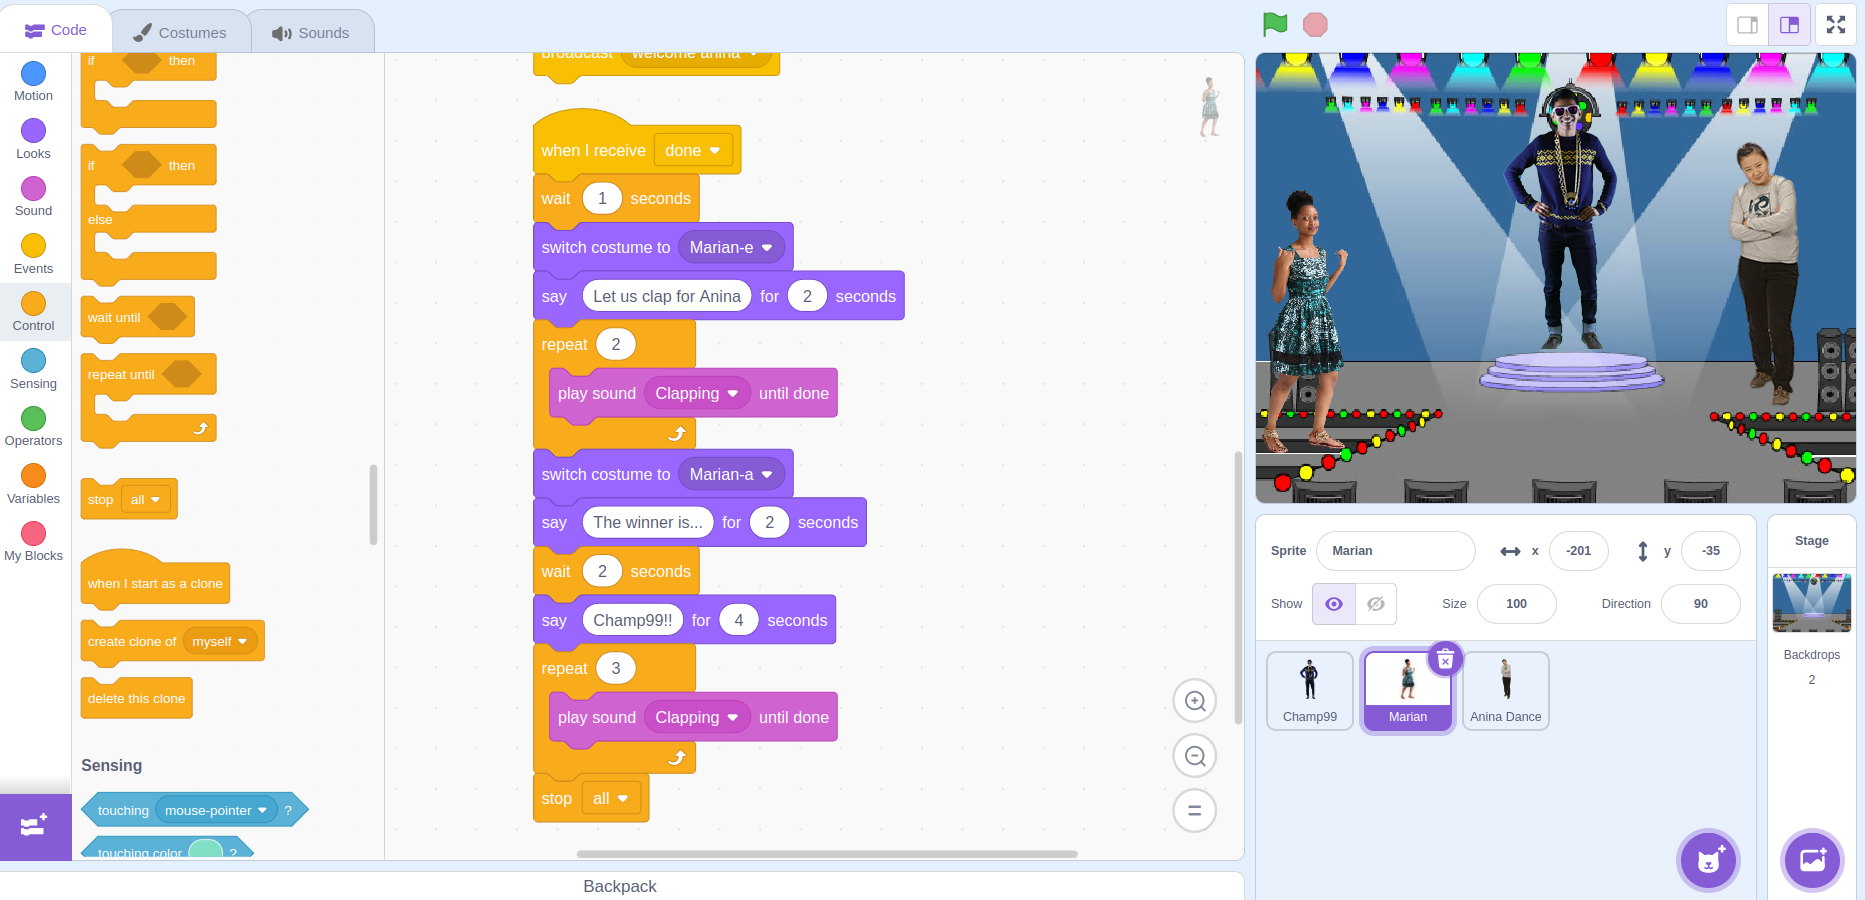 Code
Costumes
Sounds
Motion
Looks
Sound
Events
Control
Sensing
Operators
Variables
My Blocks
if then
if then
else
wait until
repeat until
stop all
when I start as a clone
create clone of myself
delete this clone
Sensing
touching mouse-pointer ?
touching color ?
broadcast welcome anina
when I receive done
wait 1 seconds
switch costume to Marian-e
say Let us clap for Anina for 2 seconds
repeat 2
play sound Clapping until done
switch costume to Marian-a
say The winner is... for 2 seconds
wait 2 seconds
say Champ99!! for 4 seconds
repeat 3
play sound Clapping until done
stop all
Backpack
Sprite Marian x -201 y -35
Show Size 100 Direction 90
Champ99
Marian
Anina Dance
Stage
Backdrops
2